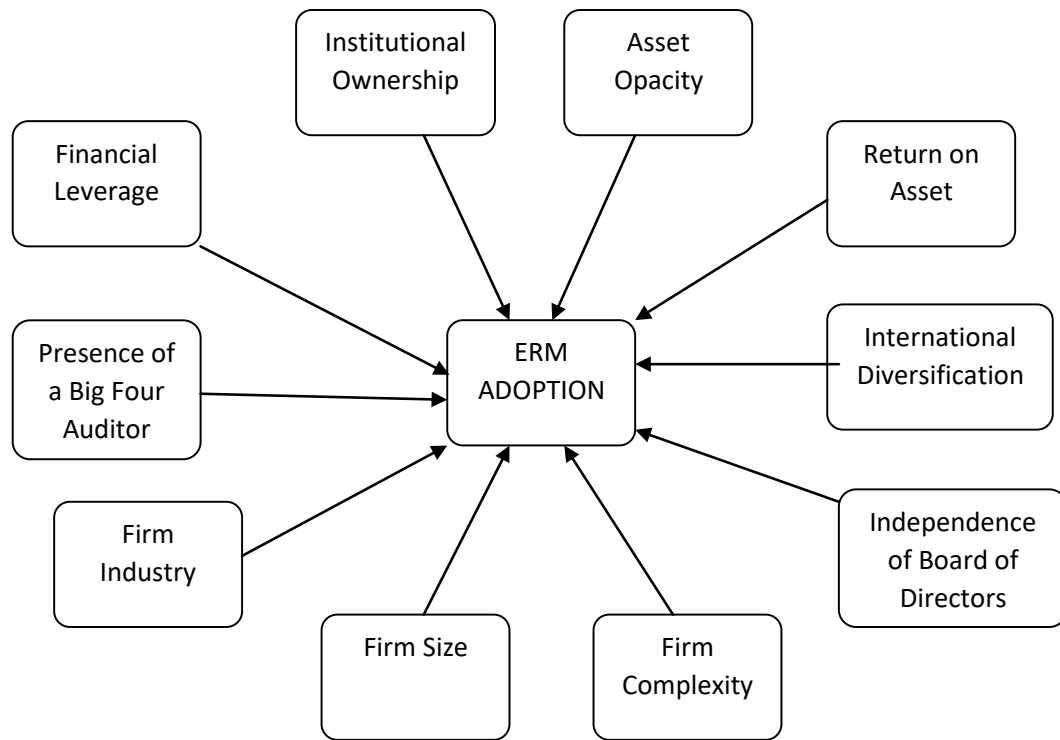 Institutional
Ownership
Asset
Opacity
Financial
Leverage
Return on
Asset
Presence of
a Big Four
Auditor
ERM
ADOPTION
International
Diversification
Firm
Industry
Independence
of Board of
Directors
Firm Size
Firm
Complexity